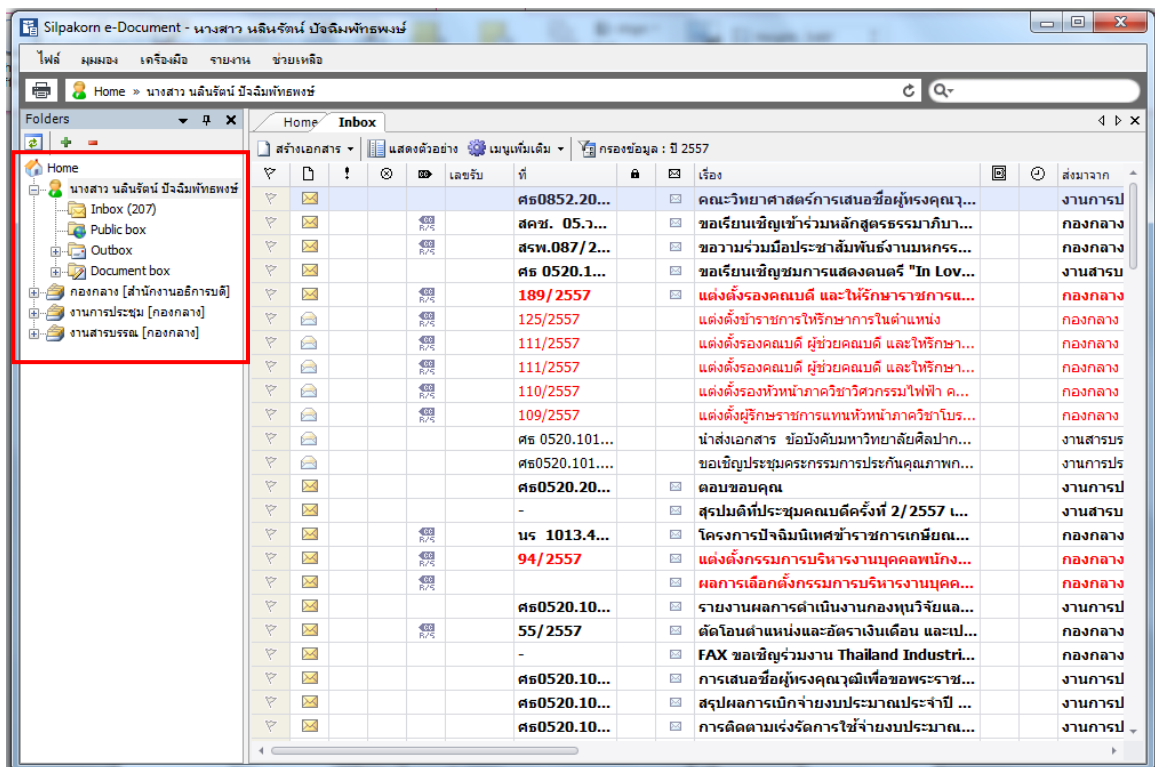 Silpakorn e-Document - นางสาว นลินรัตน์ ปัจฉิมพัทธพงษ์
ไฟล์ มุมมอง เครื่องมือ รายงาน ช่วยเหลือ
Home » นางสาว นลินรัตน์ ปัจฉิมพัทธพงษ์
Folders
Home
นางสาว นลินรัตน์ ปัจฉิมพัทธพงษ์
Inbox (207)
Public box
Outbox
Document box
กองกลาง [สำนักงานอธิการบดี]
งานการประชุม [กองกลาง]
งานสารบรรณ [กองกลาง]
Home Inbox
สร้างเอกสาร แสดงตัวอย่าง เมนูเพิ่มเติม กรองข้อมูล : ปี 2557
เลขรับ ที่ เรื่อง ส่งมาจาก
ศธ0852.20... คณะวิทยาศาสตร์การเสนอชื่อผู้ทรงคุณวุ... งานการป
สคช. 05.ว... ขอเรียนเชิญเข้าร่วมหลักสูตรธรรมาภิบา... กองกลาง
สรพ.087/2... ขอวามร่วมมือประชาสัมพันธ์งานมหกรร... กองกลาง
ศธ 0520.1... ขอเรียนเชิญชมการแสดงดนตรี "In Lov... งานสารบ
189/2557 แต่งตั้งรองคณบดี และให้รักษาราชการแ... กองกลาง
125/2557 แต่งตั้งข้าราชการให้รักษาการในตำแหน่ง กองกลาง
111/2557 แต่งตั้งรองคณบดี ผู้ช่วยคณบดี และให้รักษา... กองกลาง
111/2557 แต่งตั้งรองคณบดี ผู้ช่วยคณบดี และให้รักษา... กองกลาง
110/2557 แต่งตั้งรองหัวหน้าภาควิชาวิศวกรรมไฟฟ้า ค... กองกลาง
109/2557 แต่งตั้งผู้รักษาราชการแทนหัวหน้าภาควิชาโบร... กองกลาง
ศธ 0520.101... นำส่งเอกสาร ข้อบังคับมหาวิทยาลัยศิลปาก... งานสารบร
ศธ0520.101.... ขอเชิญประชุมคระกรรมการประกันคุณภาพก... งานการปร
ศธ0520.20... ตอบขอบคุณ งานการป
- สุรปมติที่ประชุมคณบดีครั้งที่ 2/2557 เ... งานสารบ
นร 1013.4... โครงการปัจฉิมนิเทศข้าราชการเกษียณ... กองกลาง
94/2557 แต่งตั้งกรรมการบริหารงานบุคคลพนักง... กองกลาง
ผลการเลือกตั้งกรรมการบริหารงานบุคค... กองกลาง
ศธ0520.10... รายงานผลการดำเนินงานกองทุนวิจัยแล... งานการป
55/2557 ตัดโอนตำแหน่งและอัตราเงินเดือน และเป... กองกลาง
- FAX ขอเชิญร่วมงาน Thailand Industri... กองกลาง
ศธ0520.10... การเสนอชื่อผู้ทรงคุณวุฒิเพื่อขอพระราช... งานการป
ศธ0520.10... สรุปผลการเบิกจ่ายงบประมาณประจำปี ... งานการป
ศธ0520.10... การติดตามเร่งรัดการใช้จ่ายงบประมาณ... งานการป